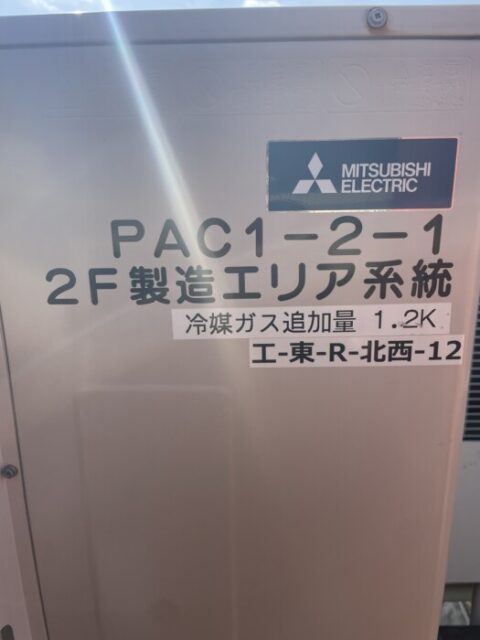 MITSUBISHI
ELECTRIC
PAC1-2-1
2F製造エリア系統
冷媒ガス追加量 1.2K
工-東-R-北西-12